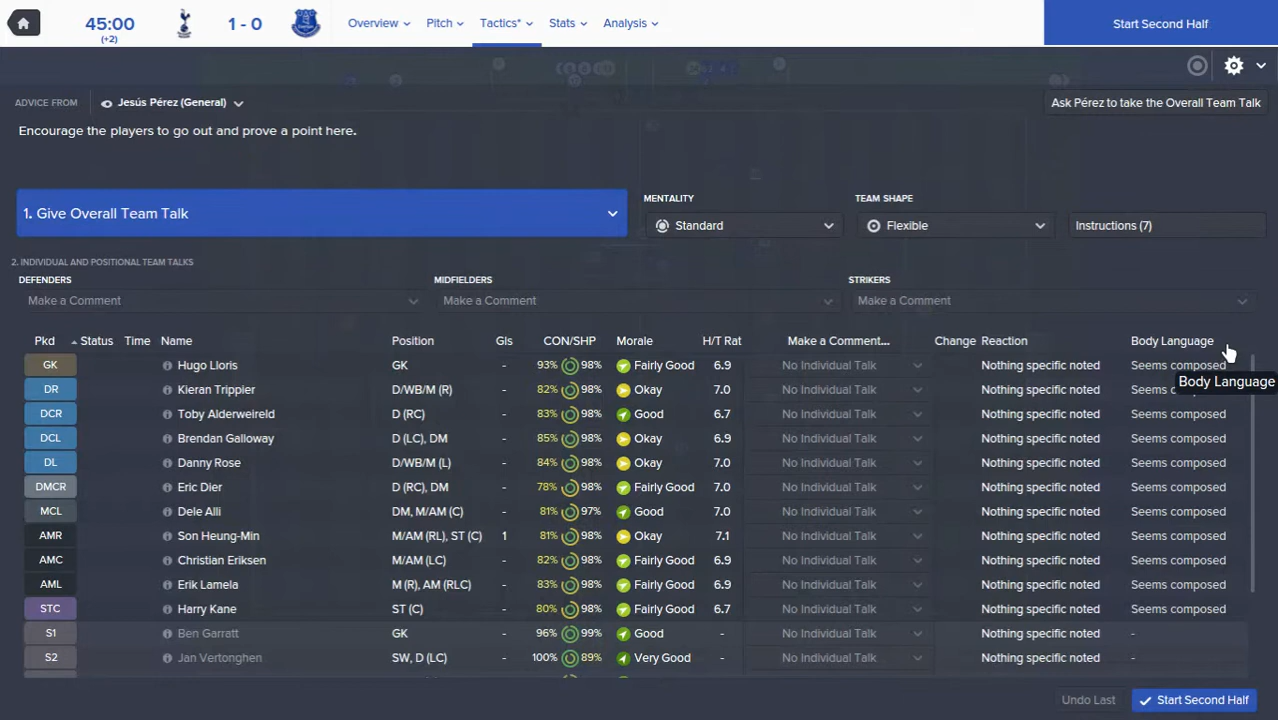 45:00 1 - 0 Overview Pitch Tactics* Stats Analysis Start Second Half
(+2)
ADVICE FROM Jesús Pérez (General) Ask Pérez to take the Overall Team Talk
Encourage the players to go out and prove a point here.
MENTALITY TEAM SHAPE
1. Give Overall Team Talk Standard Flexible Instructions (7)
2. INDIVIDUAL AND POSITIONAL TEAM TALKS
DEFENDERS MIDFIELDERS STRIKERS
Make a Comment Make a Comment Make a Comment
Pkd Status Time Name Position Gls CON/SHP Morale H/T Rat Make a Comment... Change Reaction Body Language
GK Hugo Lloris GK - 93% 98% Fairly Good 6.9 No Individual Talk Nothing specific noted Seems composed
Body Language
DR Kieran Trippier D/WB/M (R) - 82% 98% Okay 7.0 No Individual Talk Nothing specific noted Seems composed
DCR Toby Alderweireld D (RC) - 83% 98% Good 6.7 No Individual Talk Nothing specific noted Seems composed
DCL Brendan Galloway D (LC), DM - 85% 98% Okay 6.9 No Individual Talk Nothing specific noted Seems composed
DL Danny Rose D/WB/M (L) - 84% 98% Okay 7.0 No Individual Talk Nothing specific noted Seems composed
DMCR Eric Dier D (RC), DM - 78% 98% Fairly Good 7.0 No Individual Talk Nothing specific noted Seems composed
MCL Dele Alli DM, M/AM (C) - 81% 97% Good 7.0 No Individual Talk Nothing specific noted Seems composed
AMR Son Heung-Min M/AM (RL), ST (C) 1 81% 98% Okay 7.1 No Individual Talk Nothing specific noted Seems composed
AMC Christian Eriksen M/AM (LC) - 82% 98% Fairly Good 6.9 No Individual Talk Nothing specific noted Seems composed
AML Erik Lamela M (R), AM (RLC) - 83% 98% Fairly Good 6.9 No Individual Talk Nothing specific noted Seems composed
STC Harry Kane ST (C) - 80% 98% Fairly Good 6.7 No Individual Talk Nothing specific noted Seems composed
S1 Ben Garratt GK 96% 99% Good - No Individual Talk Nothing specific noted -
S2 Jan Vertonghen SW, D (LC) 100% 89% Very Good - No Individual Talk Nothing specific noted -
Undo Last Start Second Half